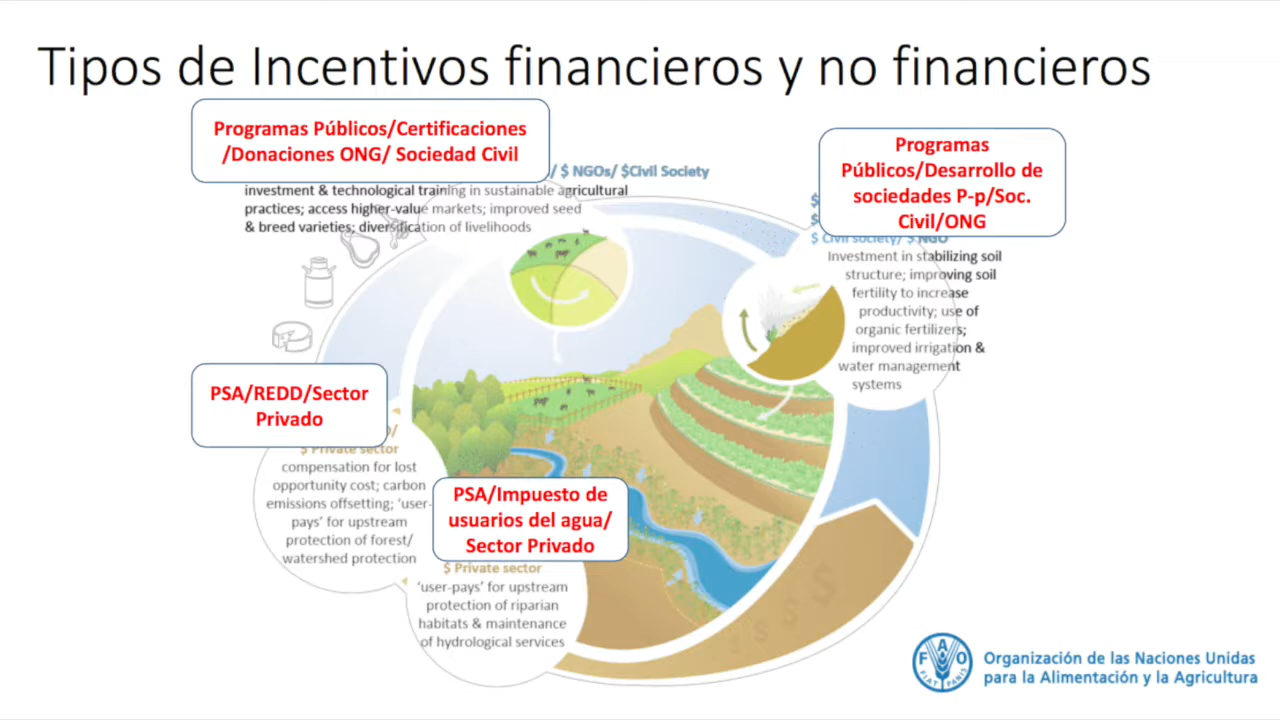 Tipos de Incentivos financieros y no financieros
Programas Públicos/Certificaciones
/Donaciones ONG/ Sociedad Civil
/ $ NGOs/ $Civil Society
investment & technological training in sustainable agricultural
practices; access higher-value markets; improved seed
& breed varieties; diversification of livelihoods
Programas
Públicos/Desarrollo de
sociedades P-p/Soc.
Civil/ONG
$
$
$ Civil society/ $ NGO
Investment in stabilizing soil
structure; improving soil
fertility to increase
productivity; use of
organic fertilizers;
improved irrigation &
water management
systems
PSA/REDD/Sector
Privado
$ Private sector
compensation for lost
opportunity cost; carbon
emissions offsetting; ‘user-
pays’ for upstream
protection of forest/
watershed protection
PSA/Impuesto de
usuarios del agua/
Sector Privado
$ Private sector
‘user-pays’ for upstream
protection of riparian
habitats & maintenance
of hydrological services
$ $ $
F A O
FIAT PANIS
Organización de las Naciones Unidas
para la Alimentación y la Agricultura